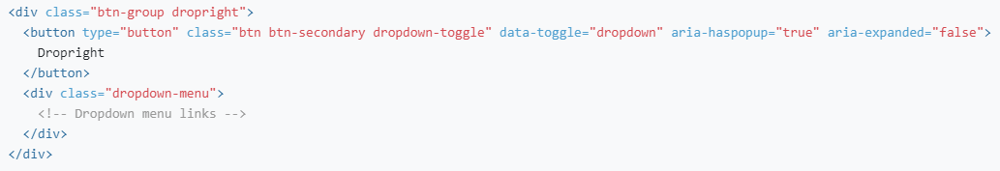 <div class="btn-group dropright">
  <button type="button" class="btn btn-secondary dropdown-toggle" data-toggle="dropdown" aria-haspopup="true" aria-expanded="false">
    Dropright
  </button>
  <div class="dropdown-menu">
    <!-- Dropdown menu links -->
  </div>
</div>